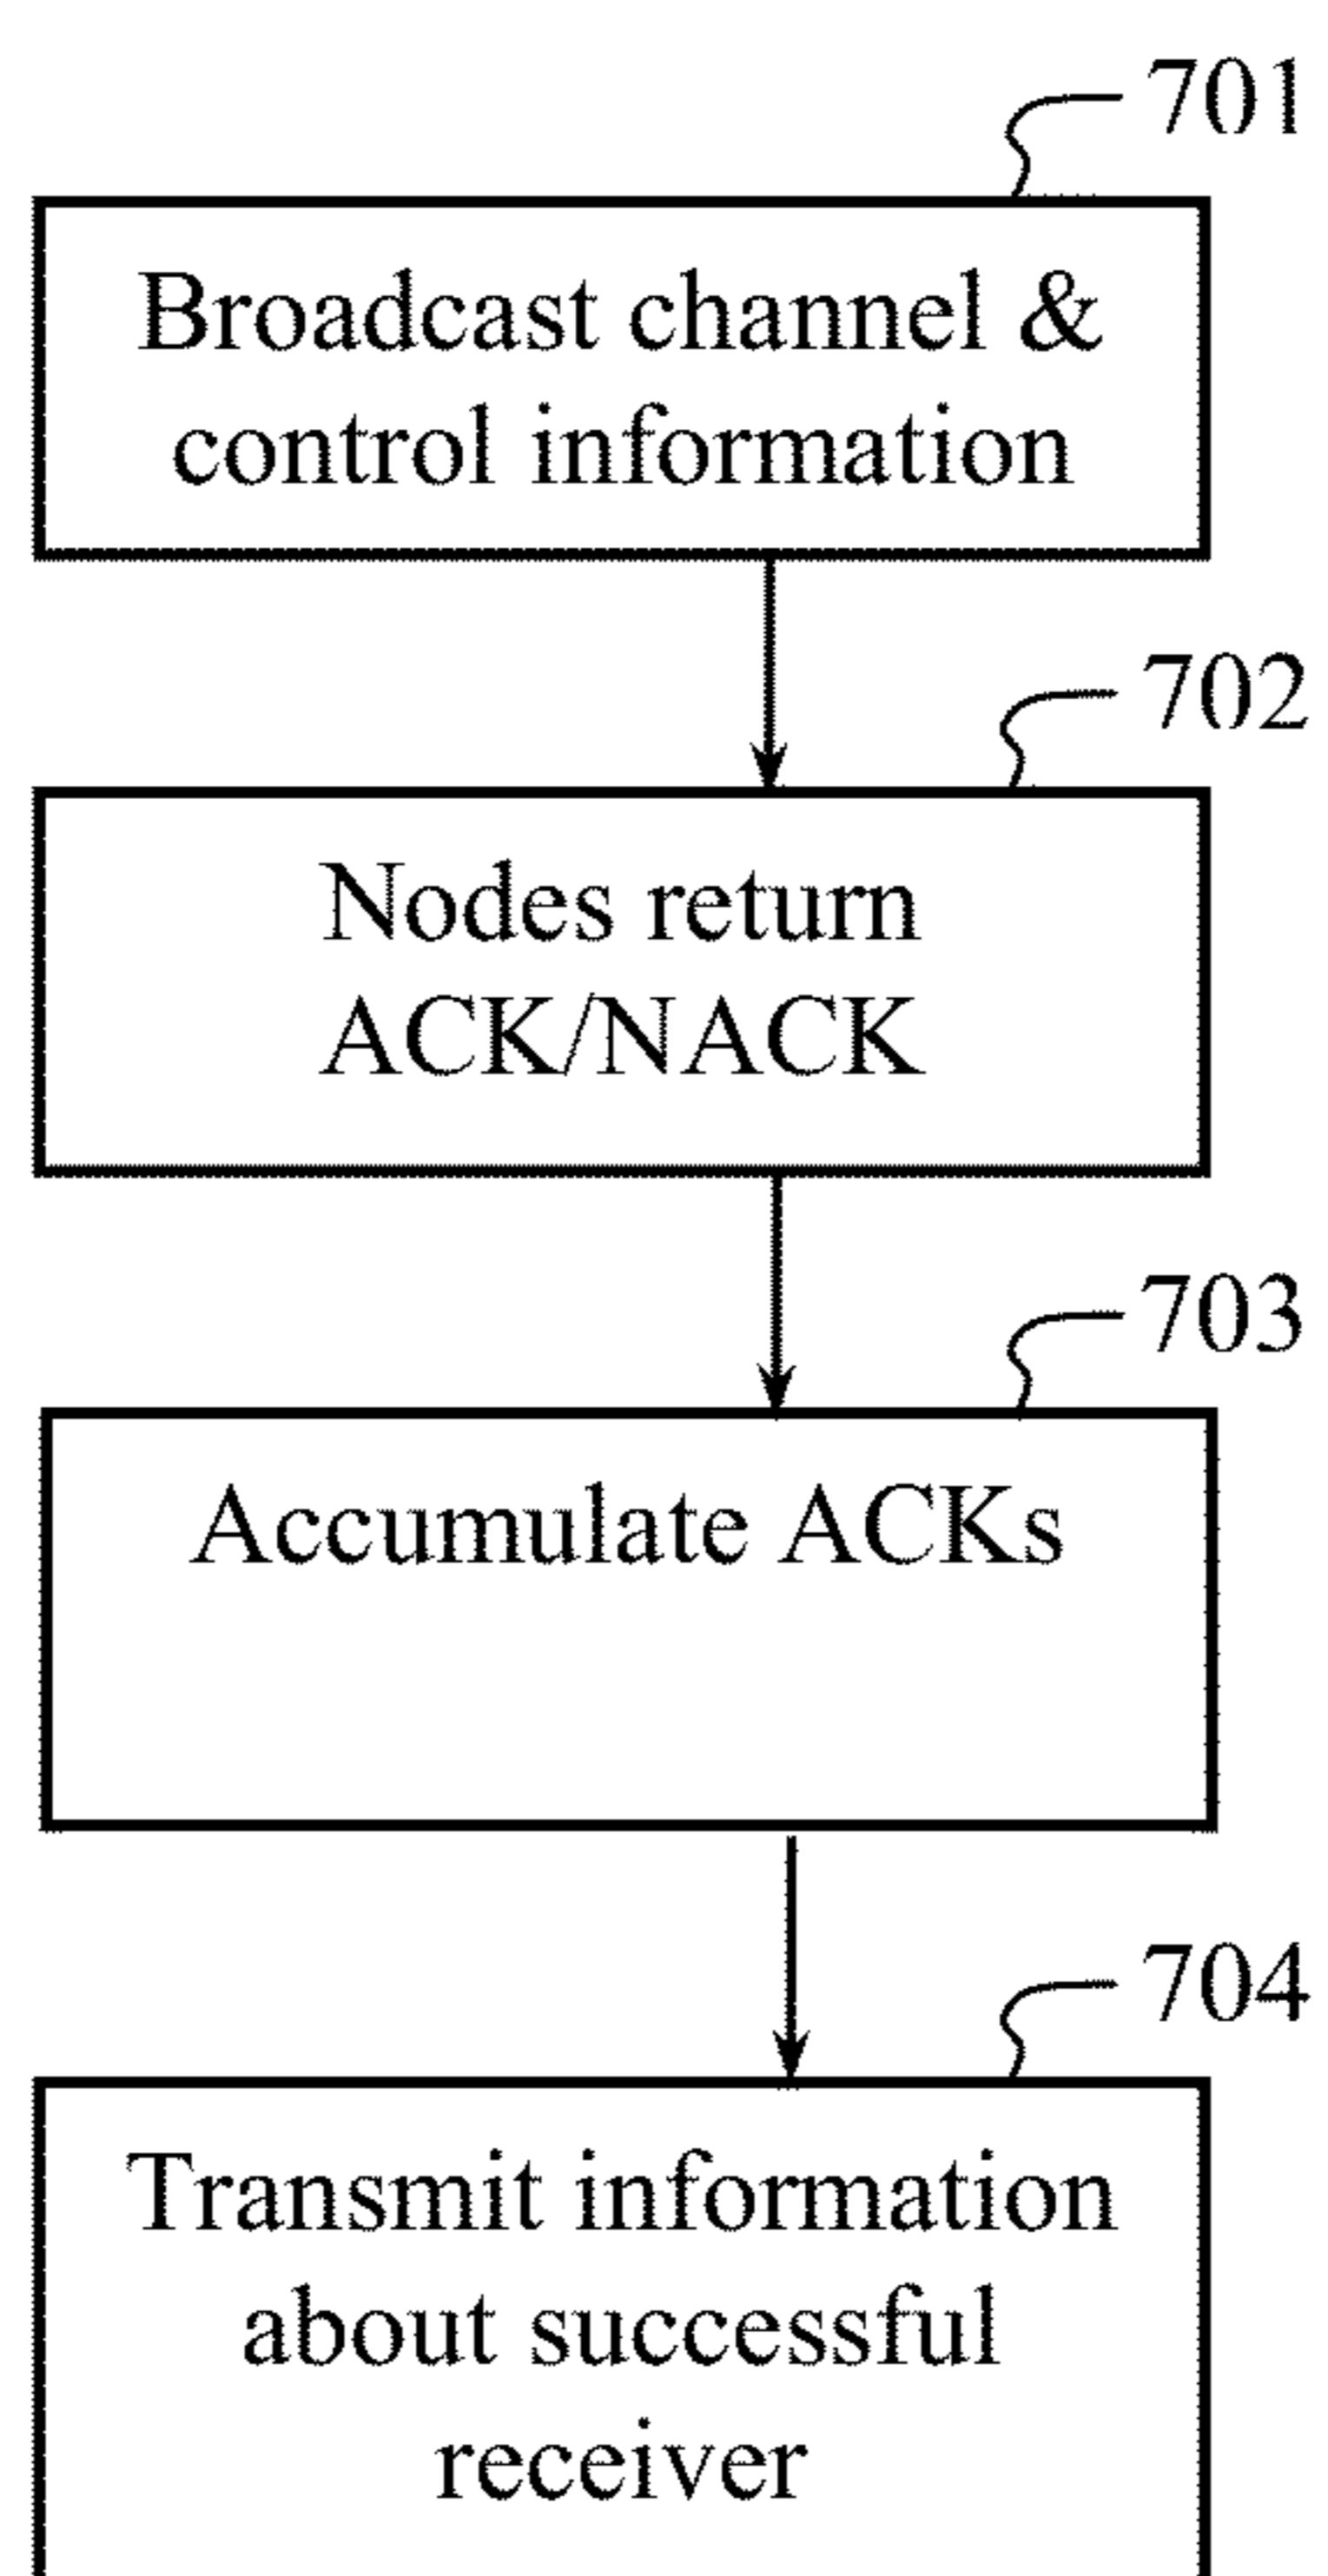 701
Broadcast channel &
control information
702
Nodes return
ACK/NACK
703
Accumulate ACKs
704
Transmit information
about successful
receiver